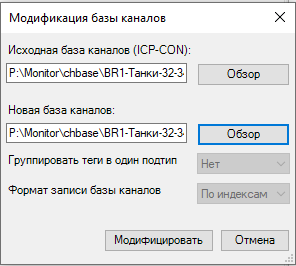 Модификация базы каналов
Исходная база каналов (ICP-CON):
P:\Monitor\chbase\BR1-Танки-32-3
Обзор
Новая база каналов:
P:\Monitor\chbase\BR1-Танки-32-3
Обзор
Группировать теги в один подтип
Нет
Формат записи базы каналов
По индексам
Модифицировать
Отмена